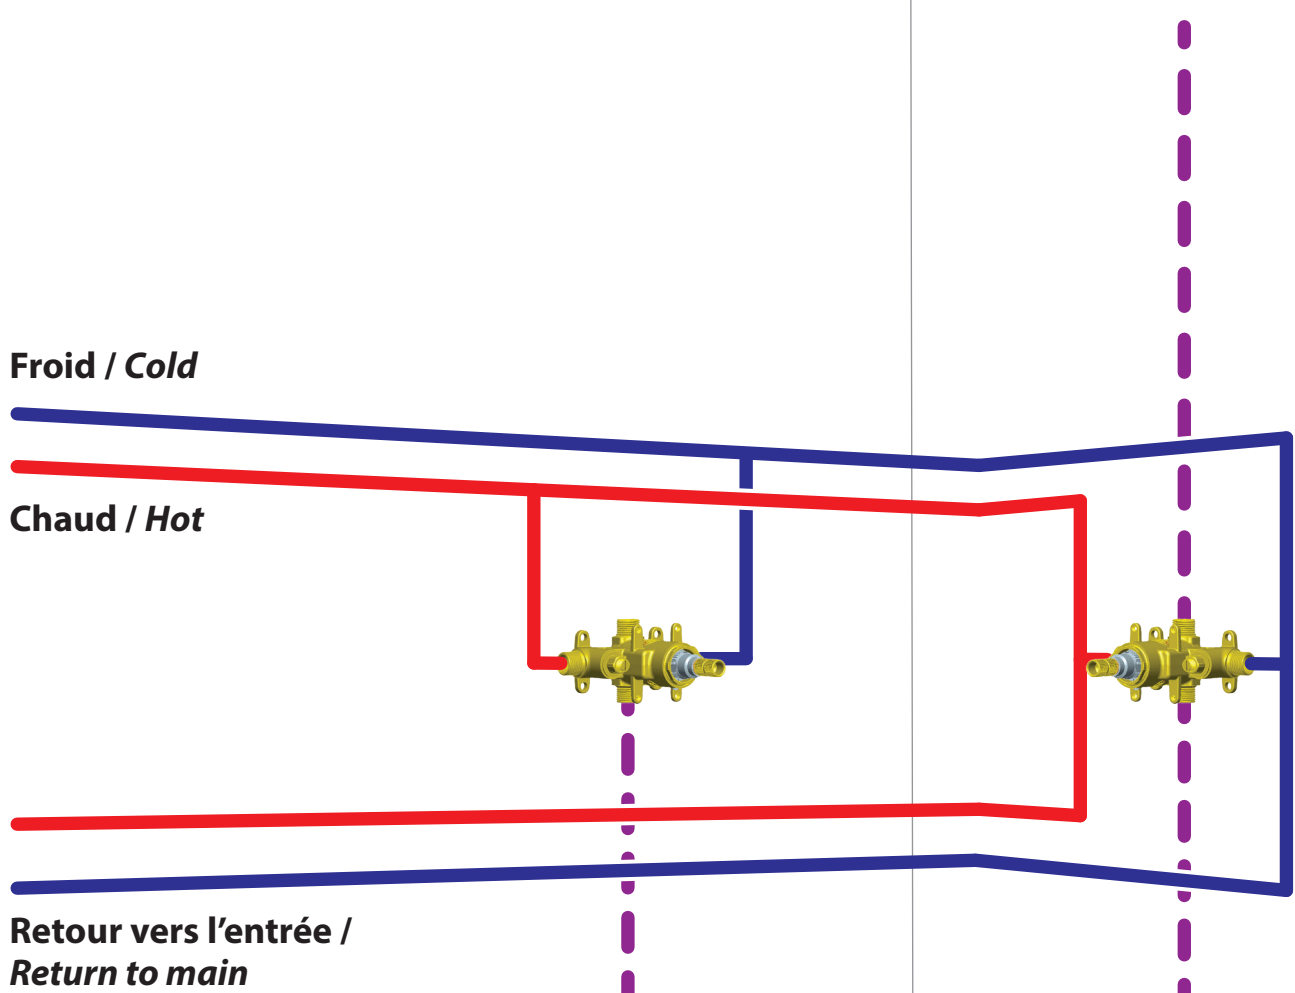 Froid / Cold
Chaud / Hot
Retour vers l’entrée /
Return to main